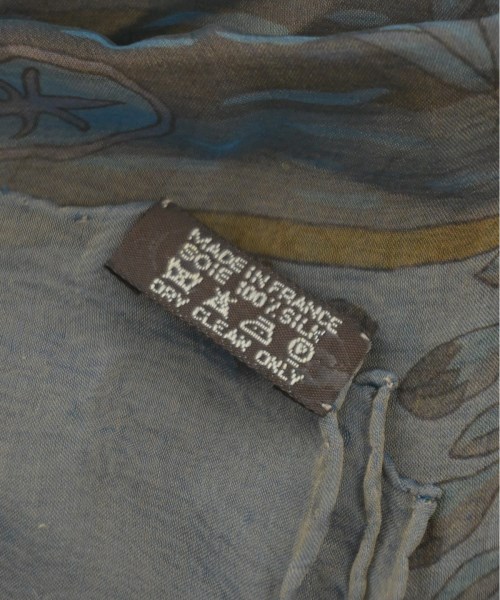 MADE IN FRANCE
SOIE 100 % SILK
P
DRY CLEAN ONLY